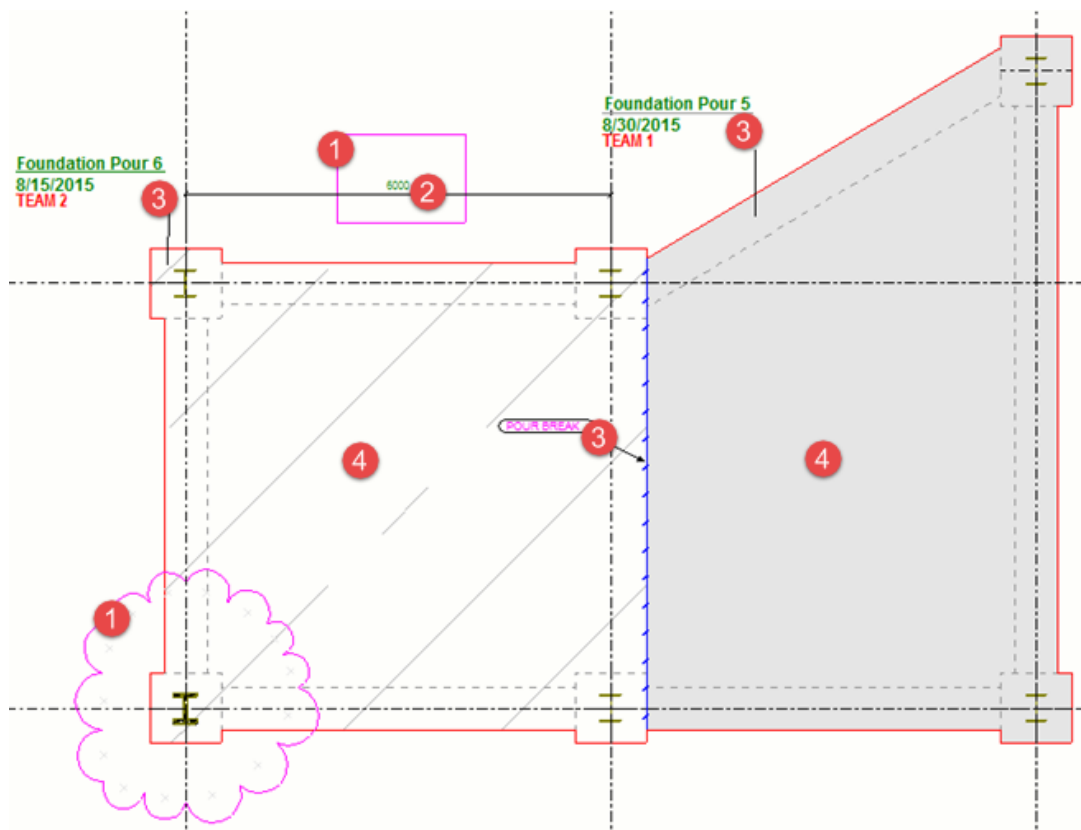 Foundation Pour 5
8/30/2015
TEAM 1
3
1
6000
2
Foundation Pour 6
8/15/2015
TEAM 2
3
POUR BREAK
3
4
4
1